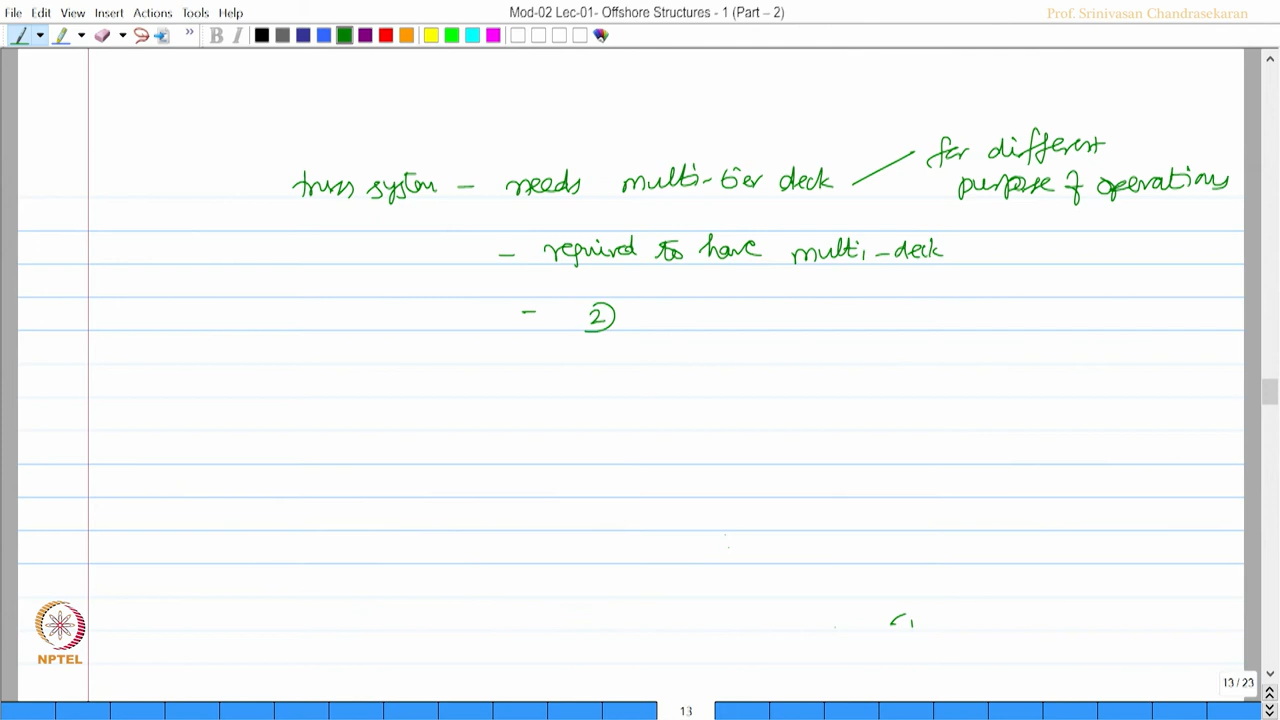 File Edit View Insert Actions Tools Help
Mod-02 Lec-01- Offshore Structures - 1 (Part – 2)
Prof. Srinivasan Chandrasekaran
B I
truss system – needs multi-tier deck
for different
purpose of operations
- required to have multi-deck
- 2
NPTEL
13 / 23
13